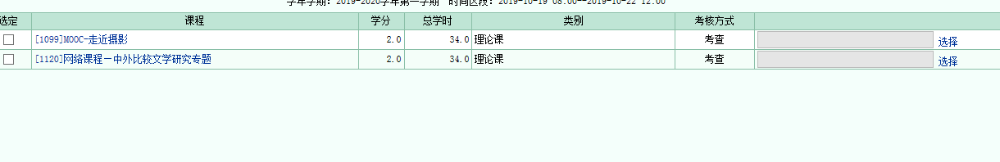 学年学期：2019-2020学年第一学期 时间区段：2019-10-19 08:00--2019-10-22 12:00
选定 课程 学分 总学时 类别 考核方式
[1099]MOOC-走近摄影 2.0 34.0 理论课 考查 选择
[1120]网络课程－中外比较文学研究专题 2.0 34.0 理论课 考查 选择